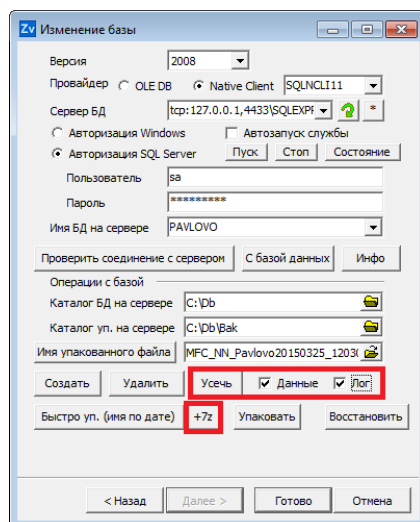 Zv Изменение базы
Версия 2008
Провайдер OLE DB Native Client SQLNCLI11
Сервер БД tcp:127.0.0.1,4433\SQLEXPF *
Авторизация Windows Автозапуск службы
Авторизация SQL Server Пуск Стоп Состояние
Пользователь sa
Пароль *********
Имя БД на сервере PAVLOVO
Проверить соединение с сервером С базой данных Инфо
Операции с базой
Каталог БД на сервере C:\Db
Каталог уп. на сервере C:\Db\Bak
Имя упакованного файла MFC_NN_Pavlovo20150325_1203(
Создать Удалить Усечь Данные Лог
Быстро уп. (имя по дате) +7z Упаковать Восстановить
< Назад Далее > Готово Отмена